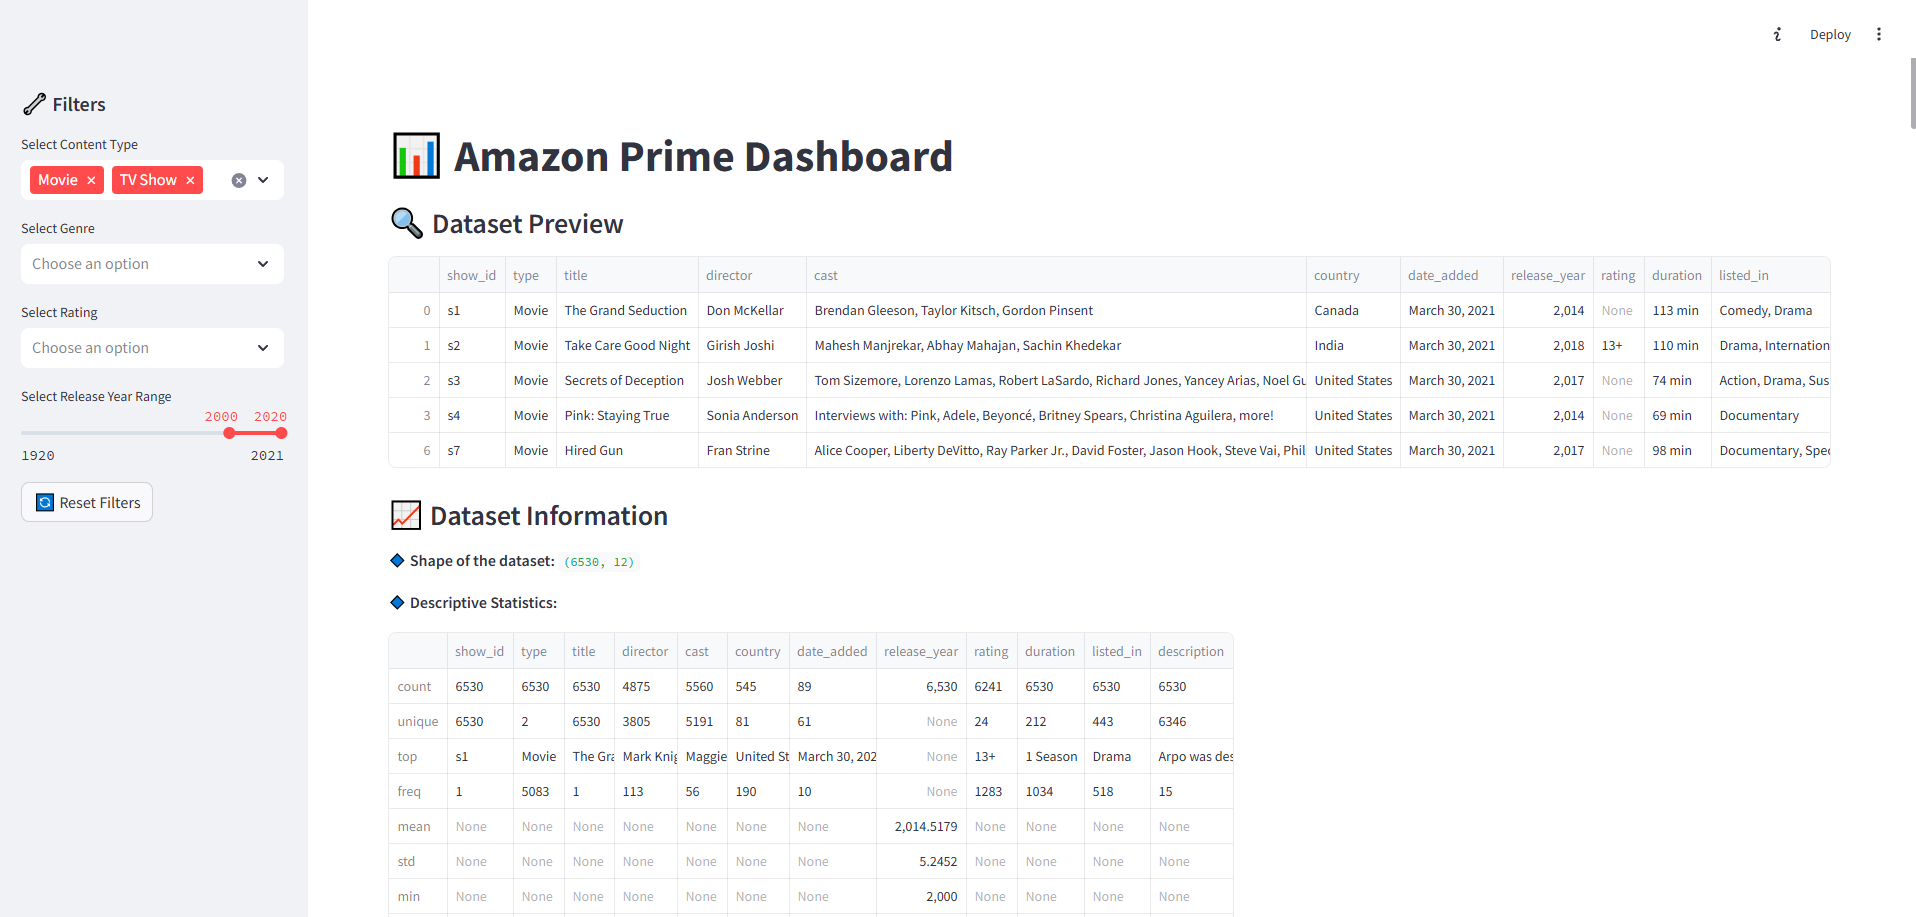 Deploy
Filters
Select Content Type
Movie × TV Show ×
Select Genre
Choose an option
Select Rating
Choose an option
Select Release Year Range
2000 2020
1920 2021
Reset Filters
Amazon Prime Dashboard
Dataset Preview
show_id type title director cast country date_added release_year rating duration listed_in
0 s1 Movie The Grand Seduction Don McKellar Brendan Gleeson, Taylor Kitsch, Gordon Pinsent Canada March 30, 2021 2,014 None 113 min Comedy, Drama
1 s2 Movie Take Care Good Night Girish Joshi Mahesh Manjrekar, Abhay Mahajan, Sachin Khedekar India March 30, 2021 2,018 13+ 110 min Drama, Internation
2 s3 Movie Secrets of Deception Josh Webber Tom Sizemore, Lorenzo Lamas, Robert LaSardo, Richard Jones, Yancey Arias, Noel Gu United States March 30, 2021 2,017 None 74 min Action, Drama, Sus
3 s4 Movie Pink: Staying True Sonia Anderson Interviews with: Pink, Adele, Beyoncé, Britney Spears, Christina Aguilera, more! United States March 30, 2021 2,014 None 69 min Documentary
6 s7 Movie Hired Gun Fran Strine Alice Cooper, Liberty DeVitto, Ray Parker Jr., David Foster, Jason Hook, Steve Vai, Phil United States March 30, 2021 2,017 None 98 min Documentary, Spec
Dataset Information
Shape of the dataset: (6530, 12)
Descriptive Statistics:
show_id type title director cast country date_added release_year rating duration listed_in description
count 6530 6530 6530 4875 5560 545 89 6,530 6241 6530 6530 6530
unique 6530 2 6530 3805 5191 81 61 None 24 212 443 6346
top s1 Movie The Gra Mark Knig Maggie United St March 30, 202 None 13+ 1 Season Drama Arpo was des
freq 1 5083 1 113 56 190 10 None 1283 1034 518 15
mean None None None None None None None 2,014.5179 None None None None
std None None None None None None None 5.2452 None None None None
min None None None None None None None 2,000 None None None None